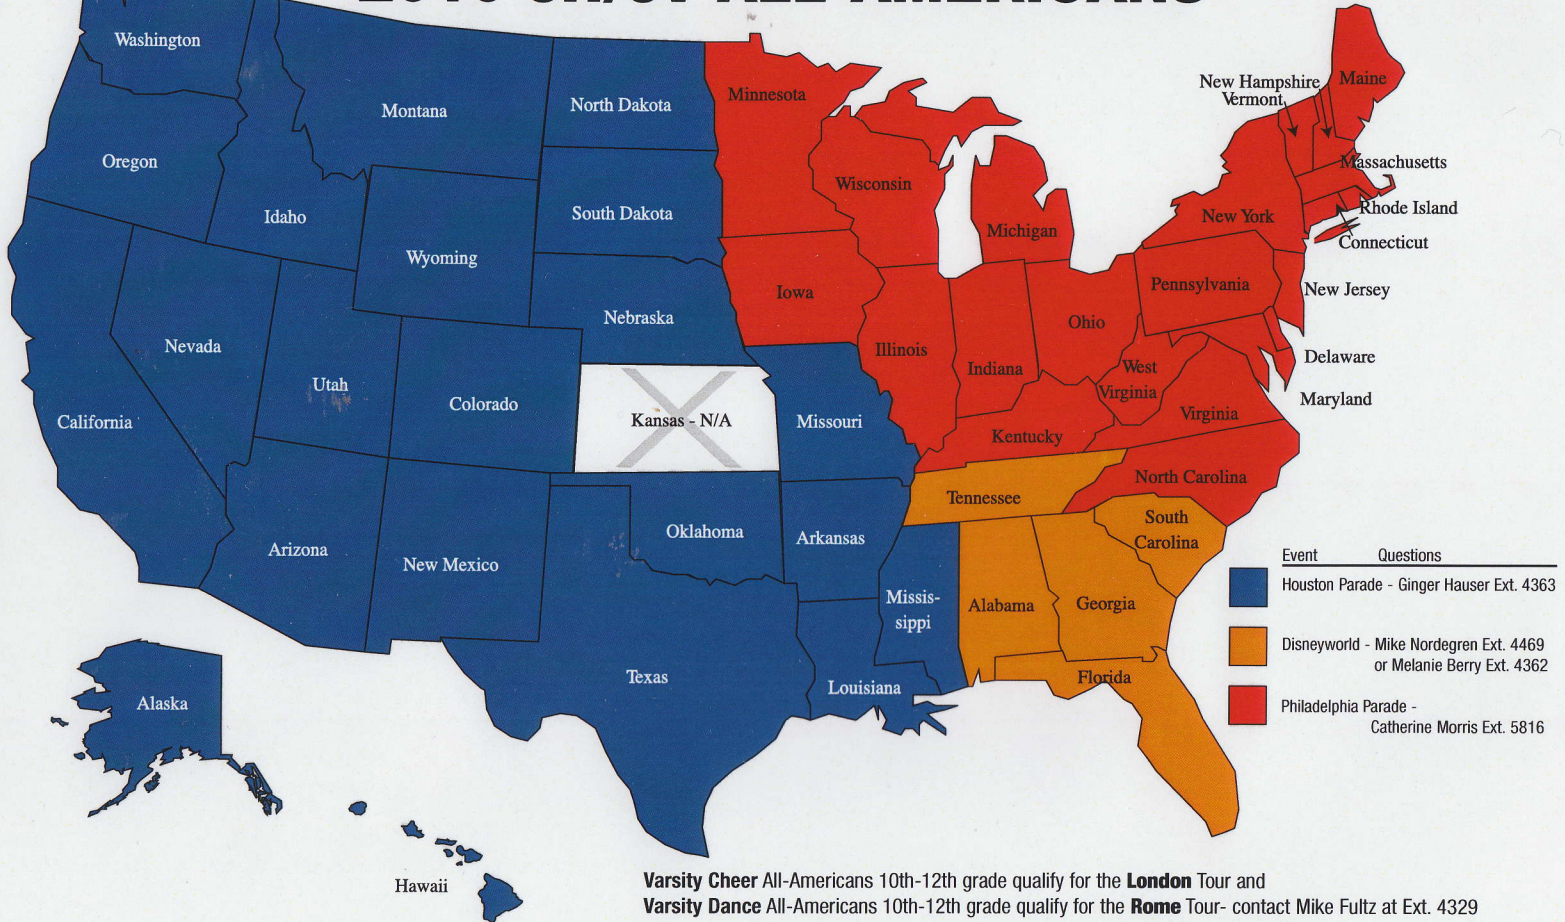 ALL AMERICANS
Washington
Oregon
Idaho
Montana
North Dakota
South Dakota
Wyoming
Nebraska
Nevada
Utah
Colorado
California
Arizona
New Mexico
Kansas - N/A
Oklahoma
Texas
Missouri
Arkansas
Louisiana
Missis-
sippi
Minnesota
Iowa
Wisconsin
Illinois
Michigan
Indiana
Ohio
Kentucky
West
Virginia
Virginia
Pennsylvania
New York
New Hampshire
Vermont
Maine
Massachusetts
Rhode Island
Connecticut
New Jersey
Delaware
Maryland
North Carolina
Tennessee
South
Carolina
Alabama
Georgia
Florida
Alaska
Hawaii
Event Questions
Houston Parade - Ginger Hauser Ext. 4363
Disneyworld - Mike Nordegren Ext. 4469
or Melanie Berry Ext. 4362
Philadelphia Parade -
Catherine Morris Ext. 5816
Varsity Cheer All-Americans 10th-12th grade qualify for the London Tour and
Varsity Dance All-Americans 10th-12th grade qualify for the Rome Tour- contact Mike Fultz at Ext. 4329